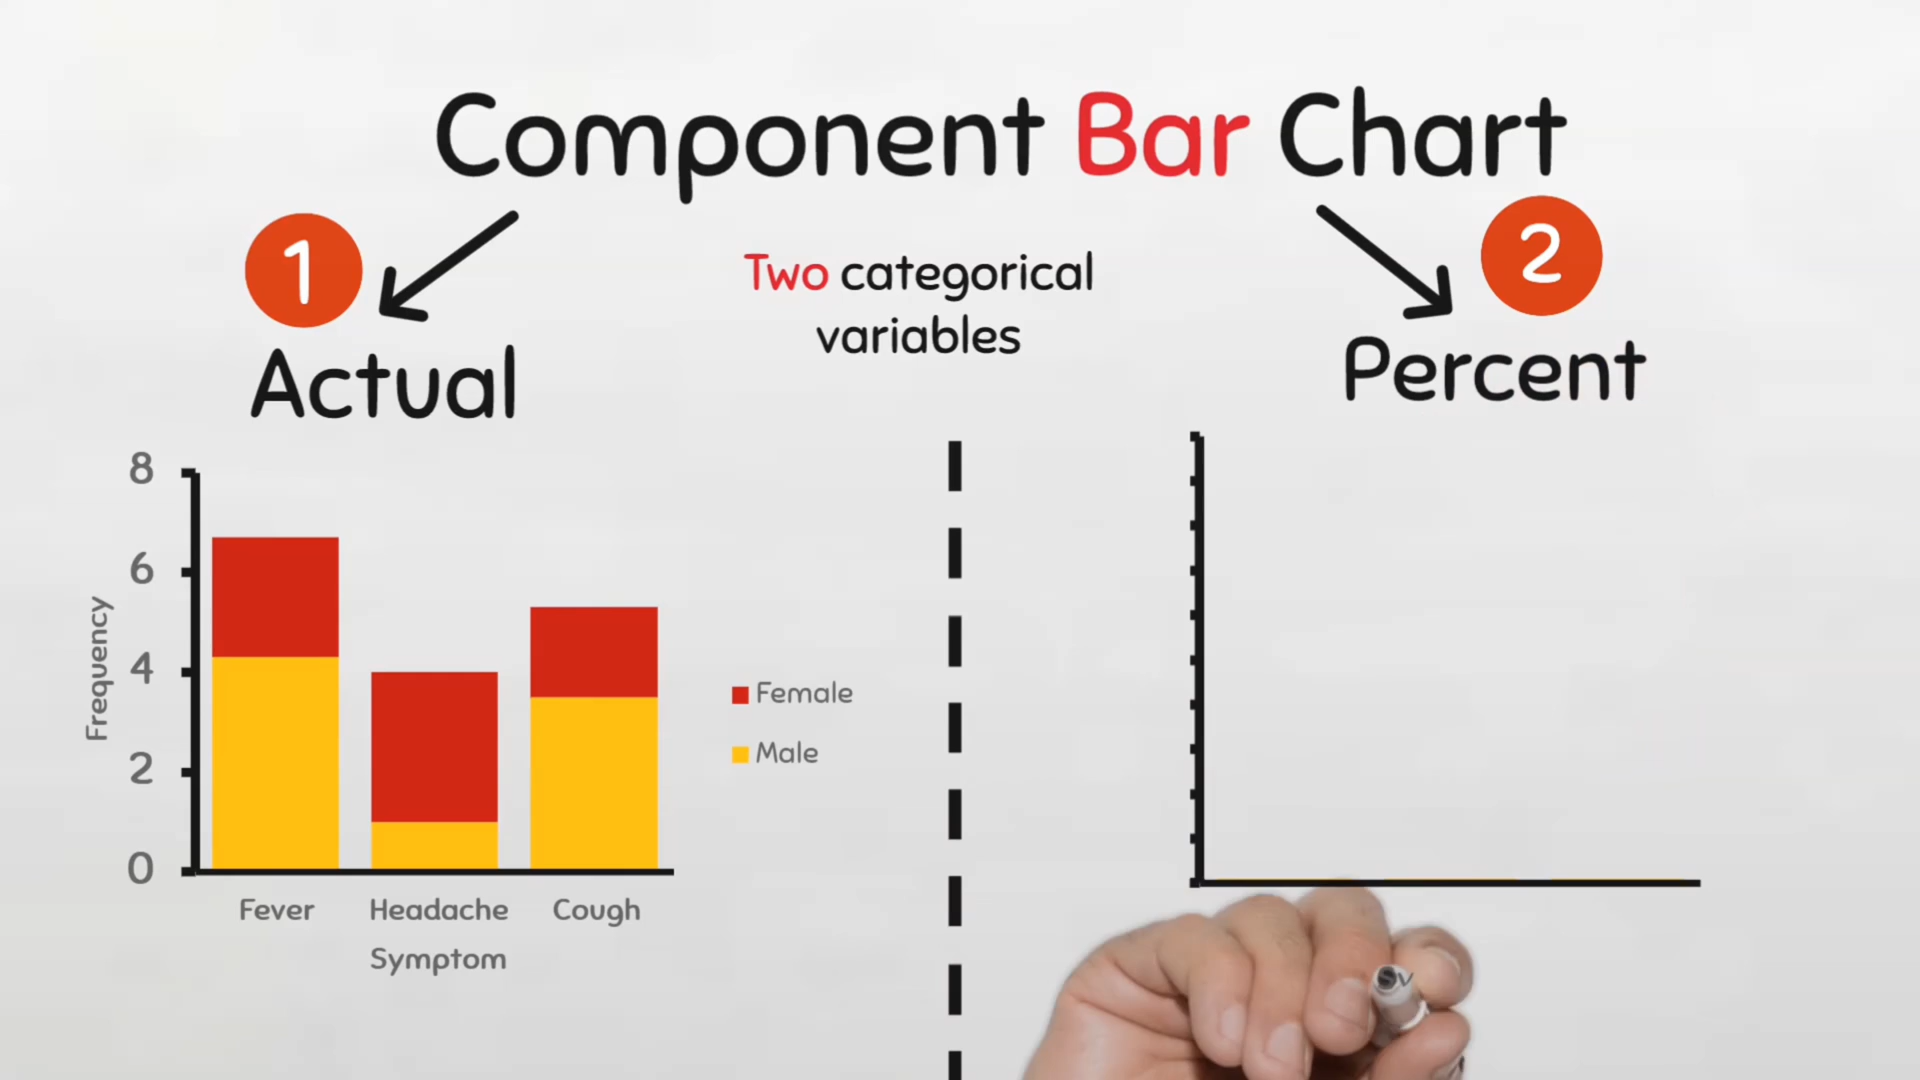 Component Bar Chart
1
2
Two categorical
variables
Actual
Percent
8
6
4
2
0
Frequency
Female
Male
Fever Headache Cough
Symptom